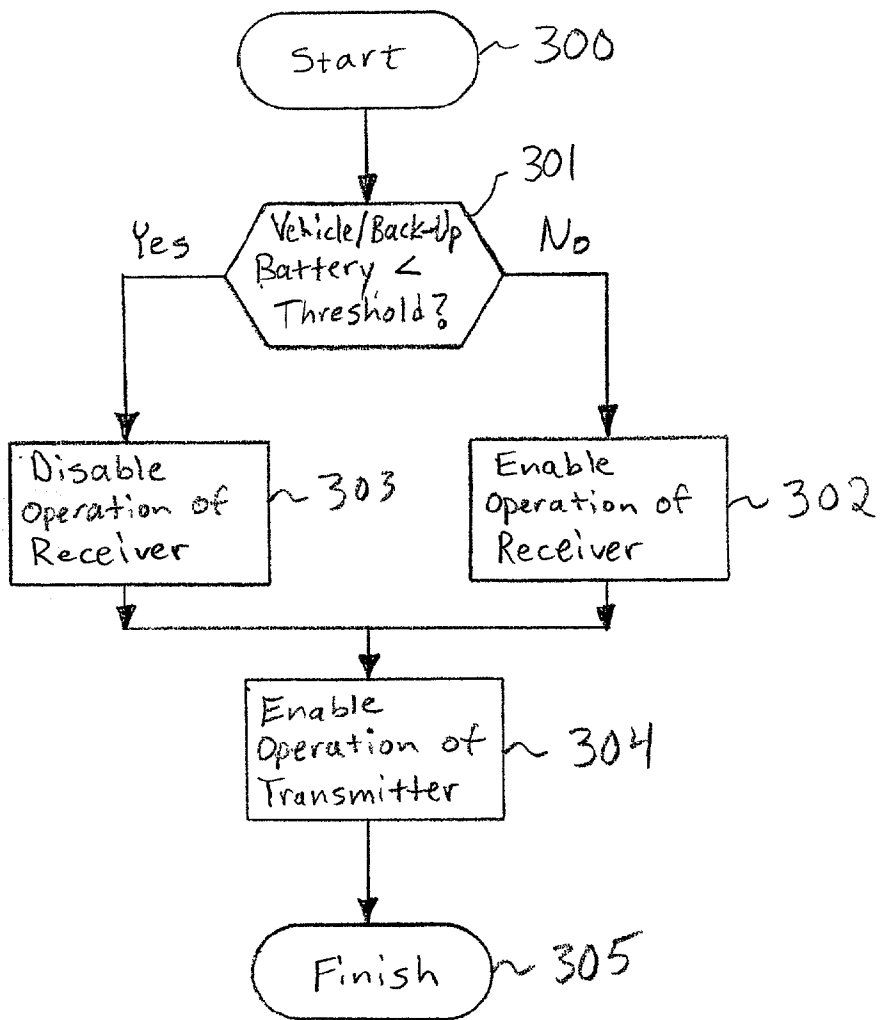 Start
300
301
Vehicle/Back-Up
Battery <
Threshold?
Yes
No
Disable
Operation of
Receiver
303
Enable
Operation of
Receiver
302
Enable
Operation of
Transmitter
304
Finish
305